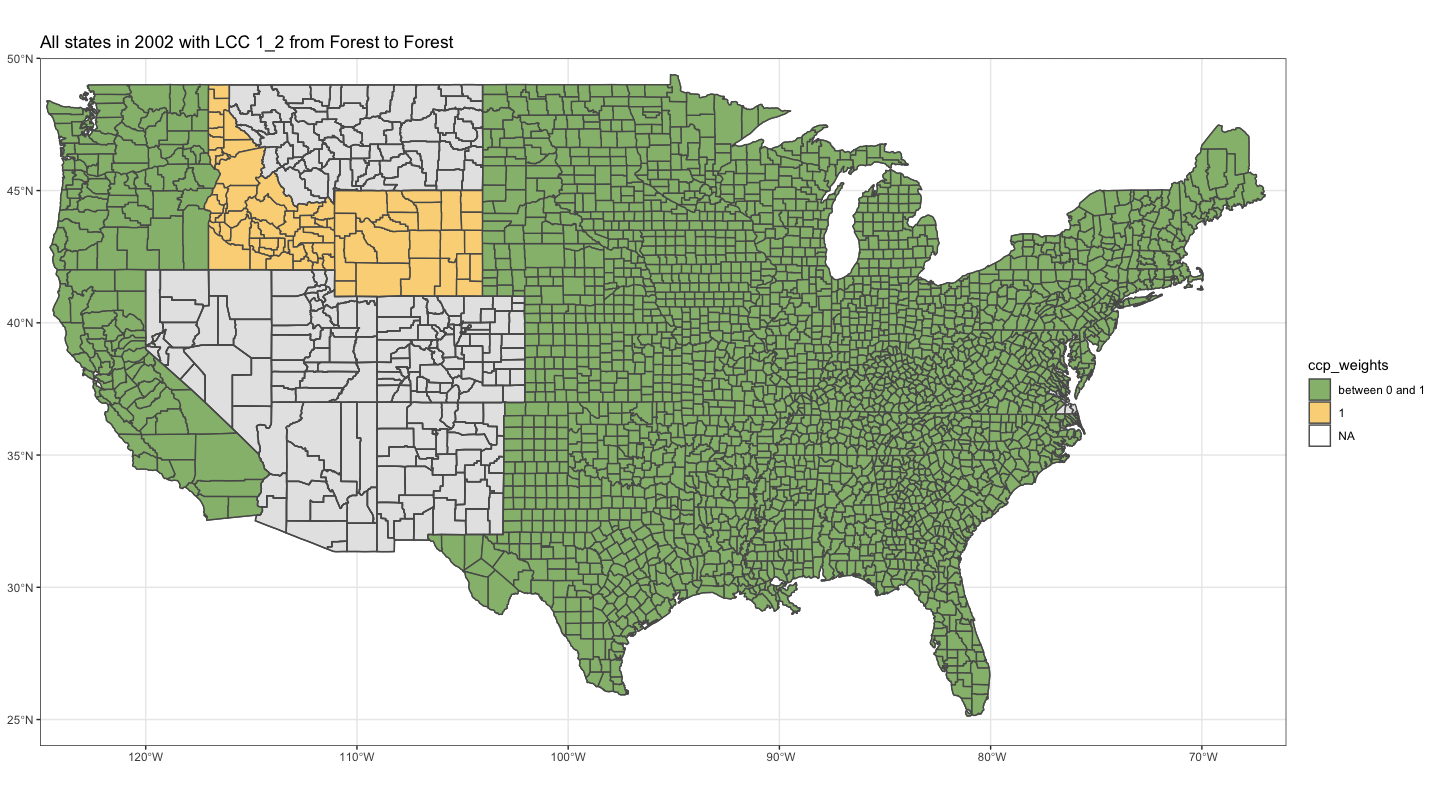 All states in 2002 with LCC 1_2 from Forest to Forest
50°N
45°N
40°N
35°N
30°N
25°N
120°W
110°W
100°W
90°W
80°W
70°W
ccp_weights
between 0 and 1
1
NA